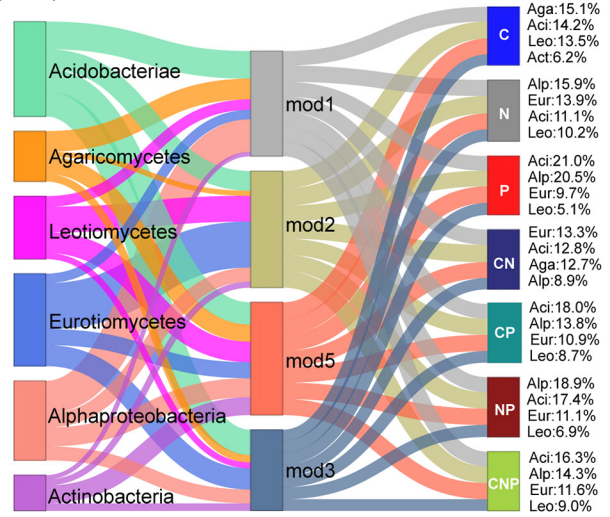 Acidobacteriae
Agaricomycetes
Leotiomycetes
Eurotiomycetes
Alphaproteobacteria
Actinobacteria
mod1
mod2
mod5
mod3
C
Aga:15.1%
Aci:14.2%
Leo:13.5%
Act:6.2%
N
Alp:15.9%
Eur:13.9%
Aci:11.1%
Leo:10.2%
P
Aci:21.0%
Alp:20.5%
Eur:9.7%
Leo:5.1%
CN
Eur:13.3%
Aci:12.8%
Aga:12.7%
Alp:8.9%
CP
Aci:18.0%
Alp:13.8%
Eur:10.9%
Leo:8.7%
NP
Alp:18.9%
Aci:17.4%
Eur:11.1%
Leo:6.9%
CNP
Aci:16.3%
Alp:14.3%
Eur:11.6%
Leo:9.0%